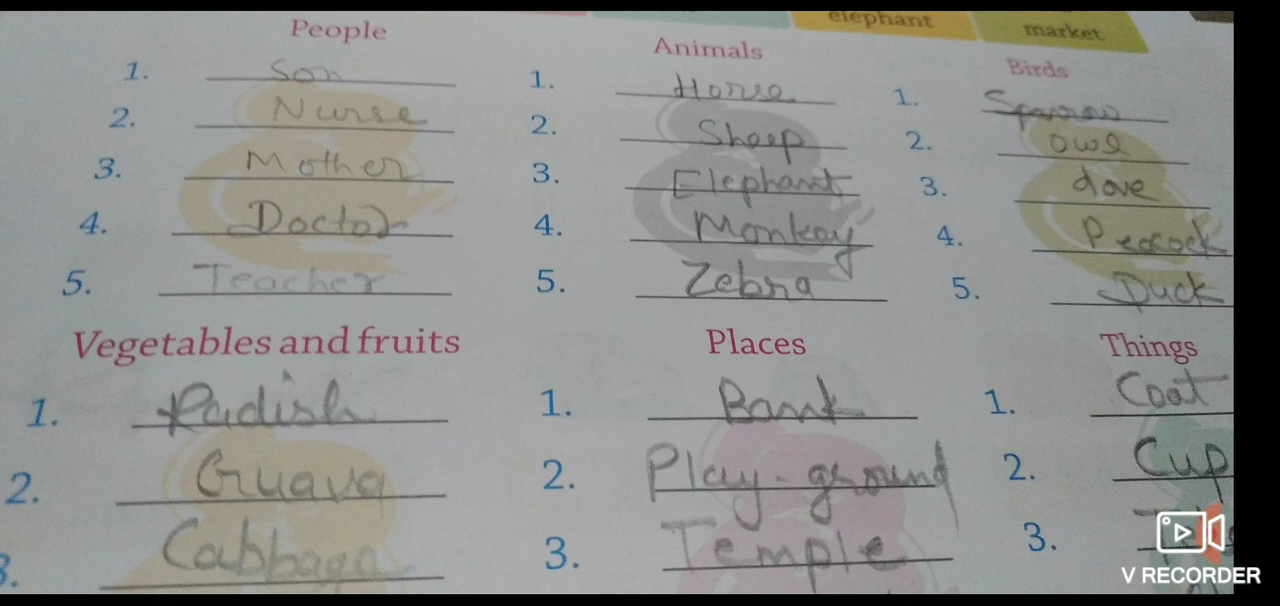 elephant
market
People
1. Son
2. Nurse
3. Mother
4. Doctor
5. Teacher
Animals
1. Horse
2. Sheep
3. Elephant
4. Monkey
5. Zebra
Birds
1. Sparrow
2. owl
3. dove
4. Peacock
5. Duck
Vegetables and fruits
1. Radish
2. Guava
3. Cabbage
Places
1. Bank
2. Play-ground
3. Temple
Things
1. Coat
2. Cup
3.
V RECORDER